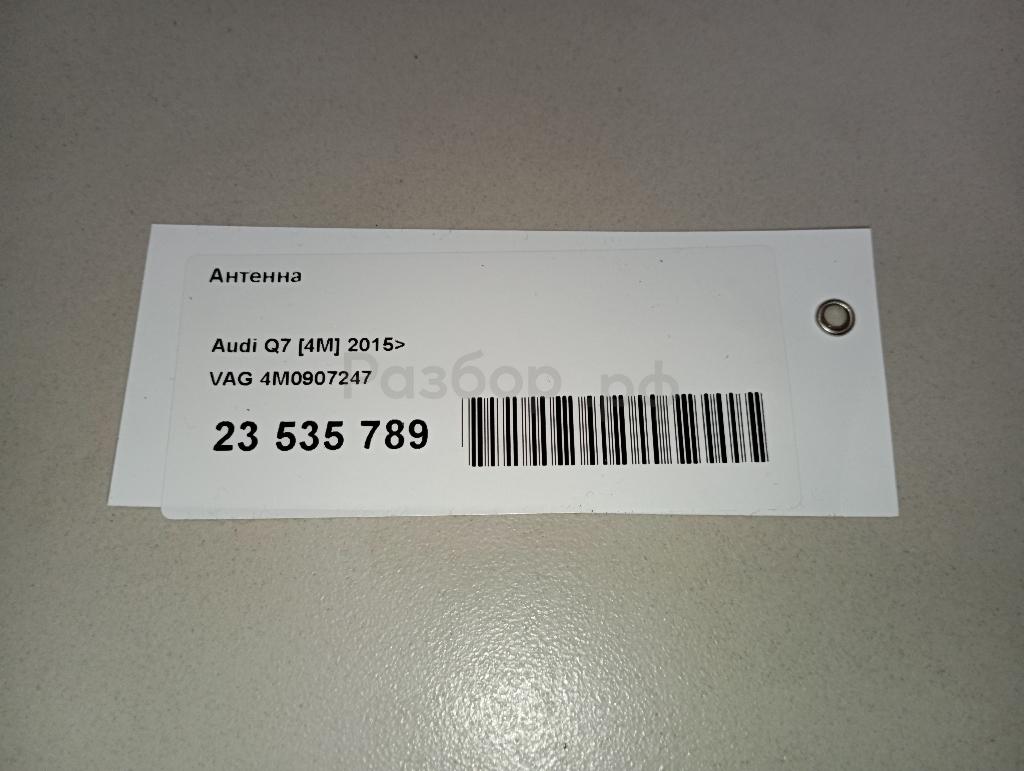 Антенна
Audi Q7 [4M] 2015>
VAG 4M0907247
Разбор.рф
23 535 789